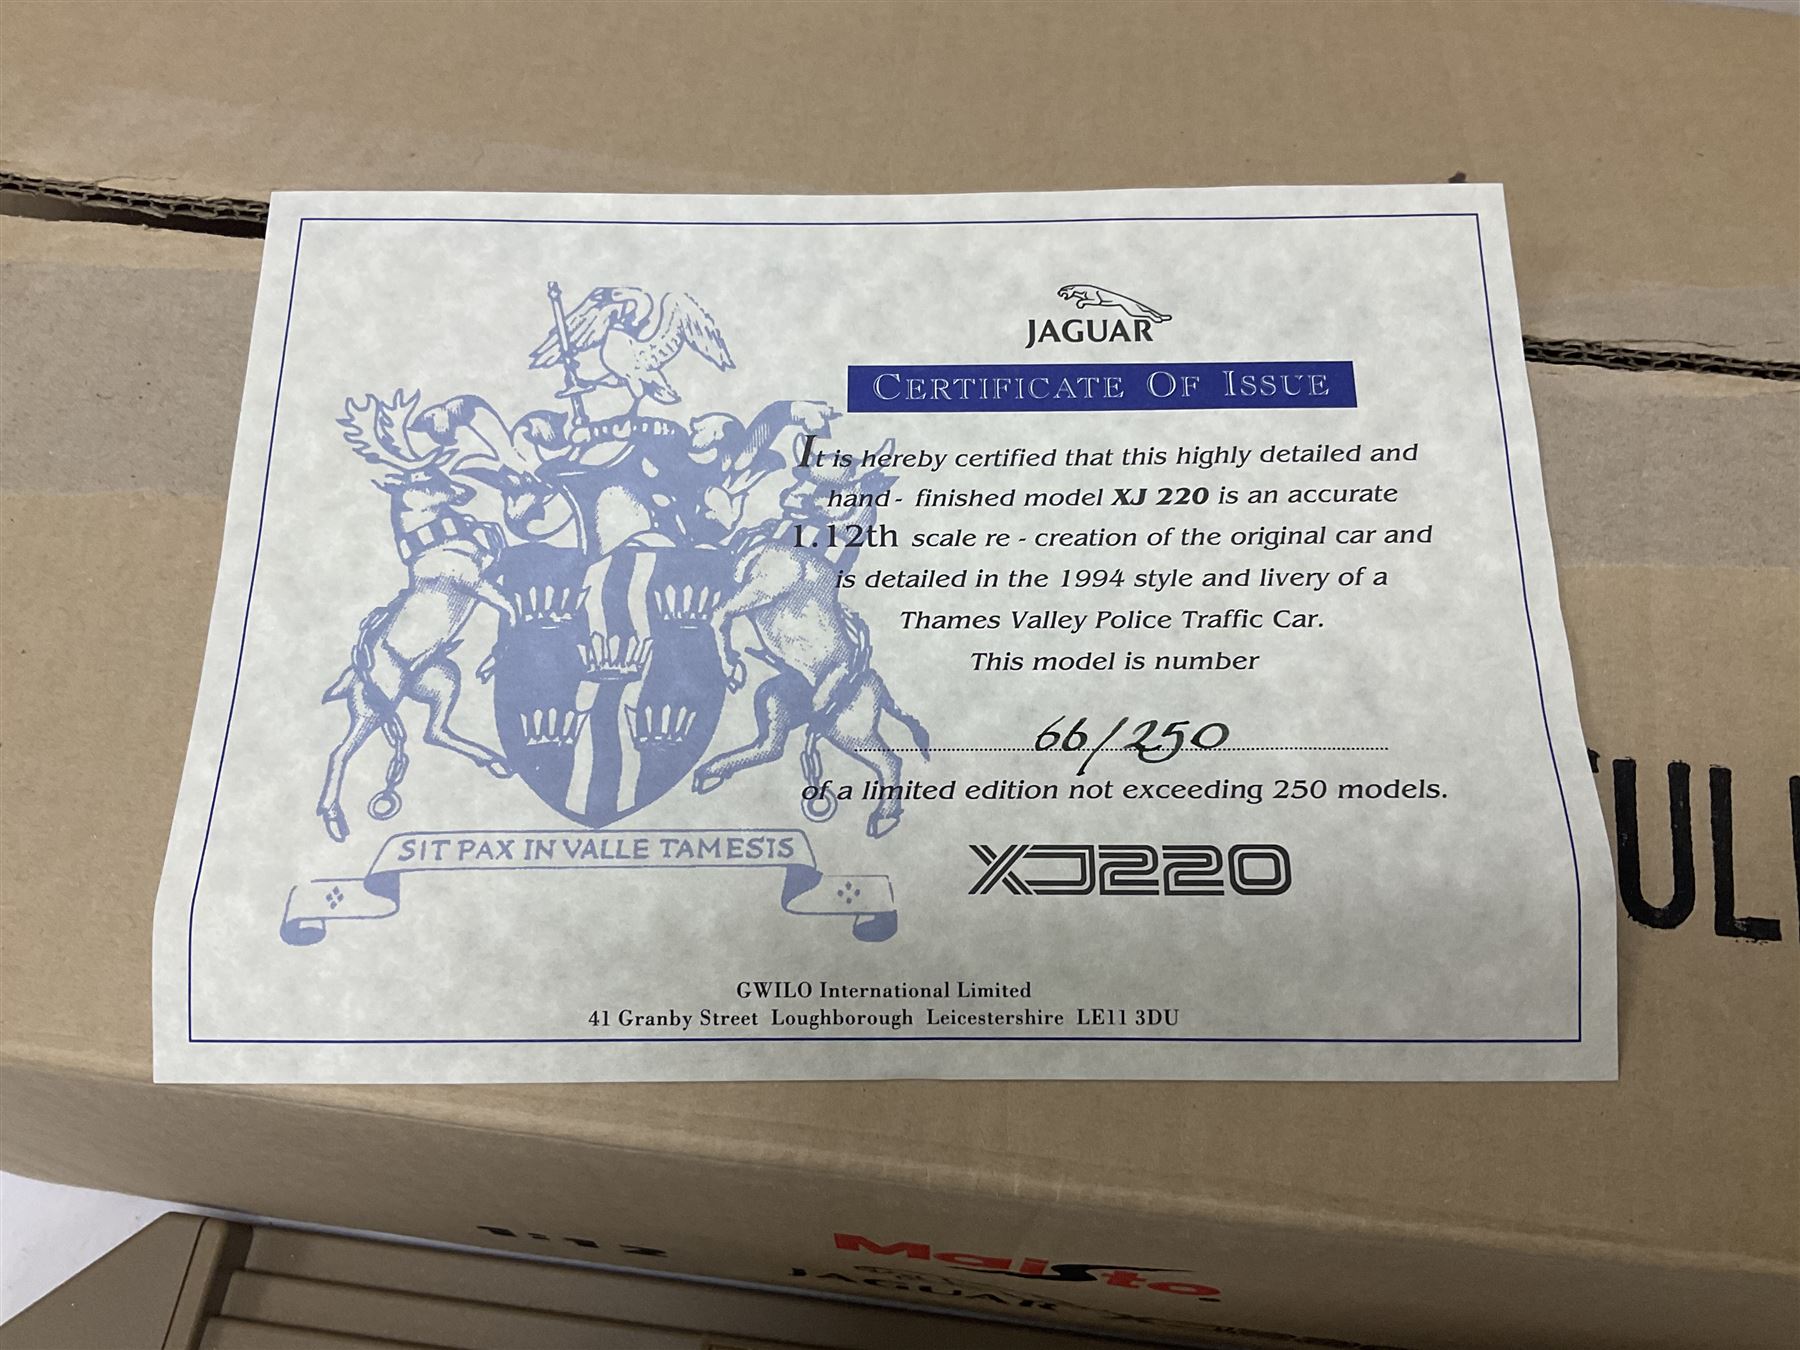 JAGUAR
CERTIFICATE OF ISSUE
It is hereby certified that this highly detailed and
hand - finished model XJ 220 is an accurate
1.12th scale re - creation of the original car and
is detailed in the 1994 style and livery of a
Thames Valley Police Traffic Car.
This model is number
66/250
of a limited edition not exceeding 250 models.
SIT PAX IN VALLE TAMESIS
XJ220
GWILO International Limited
41 Granby Street Loughborough Leicestershire LE11 3DU
1:12
Maisto
JAGUAR